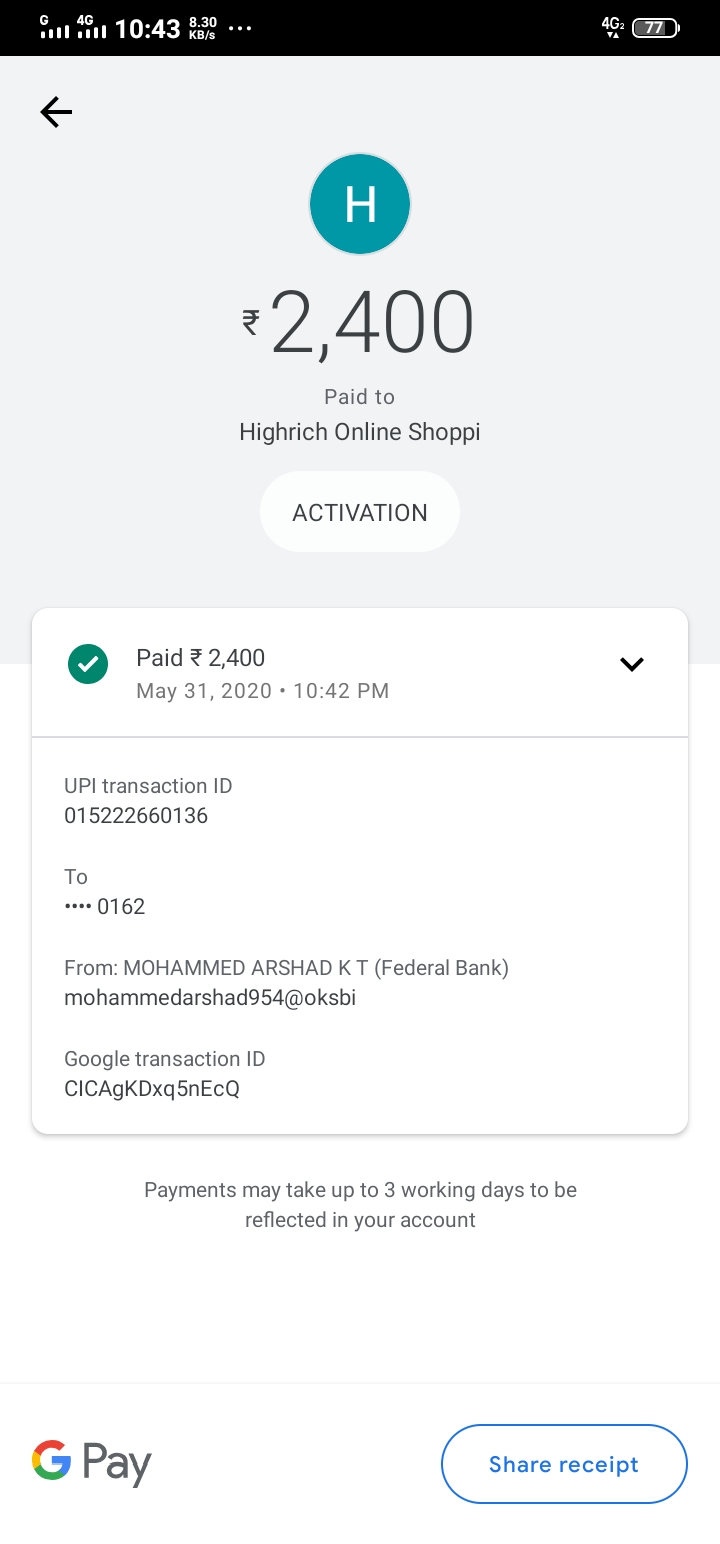 G 4G 10:43 8.30 KB/s ... 4G2 77
←
H
₹2,400
Paid to
Highrich Online Shoppi
ACTIVATION
Paid ₹ 2,400
May 31, 2020 • 10:42 PM
UPI transaction ID
015222660136
To
•••• 0162
From: MOHAMMED ARSHAD K T (Federal Bank)
mohammedarshad954@oksbi
Google transaction ID
CICAgKDxq5nEcQ
Payments may take up to 3 working days to be
reflected in your account
G Pay
Share receipt